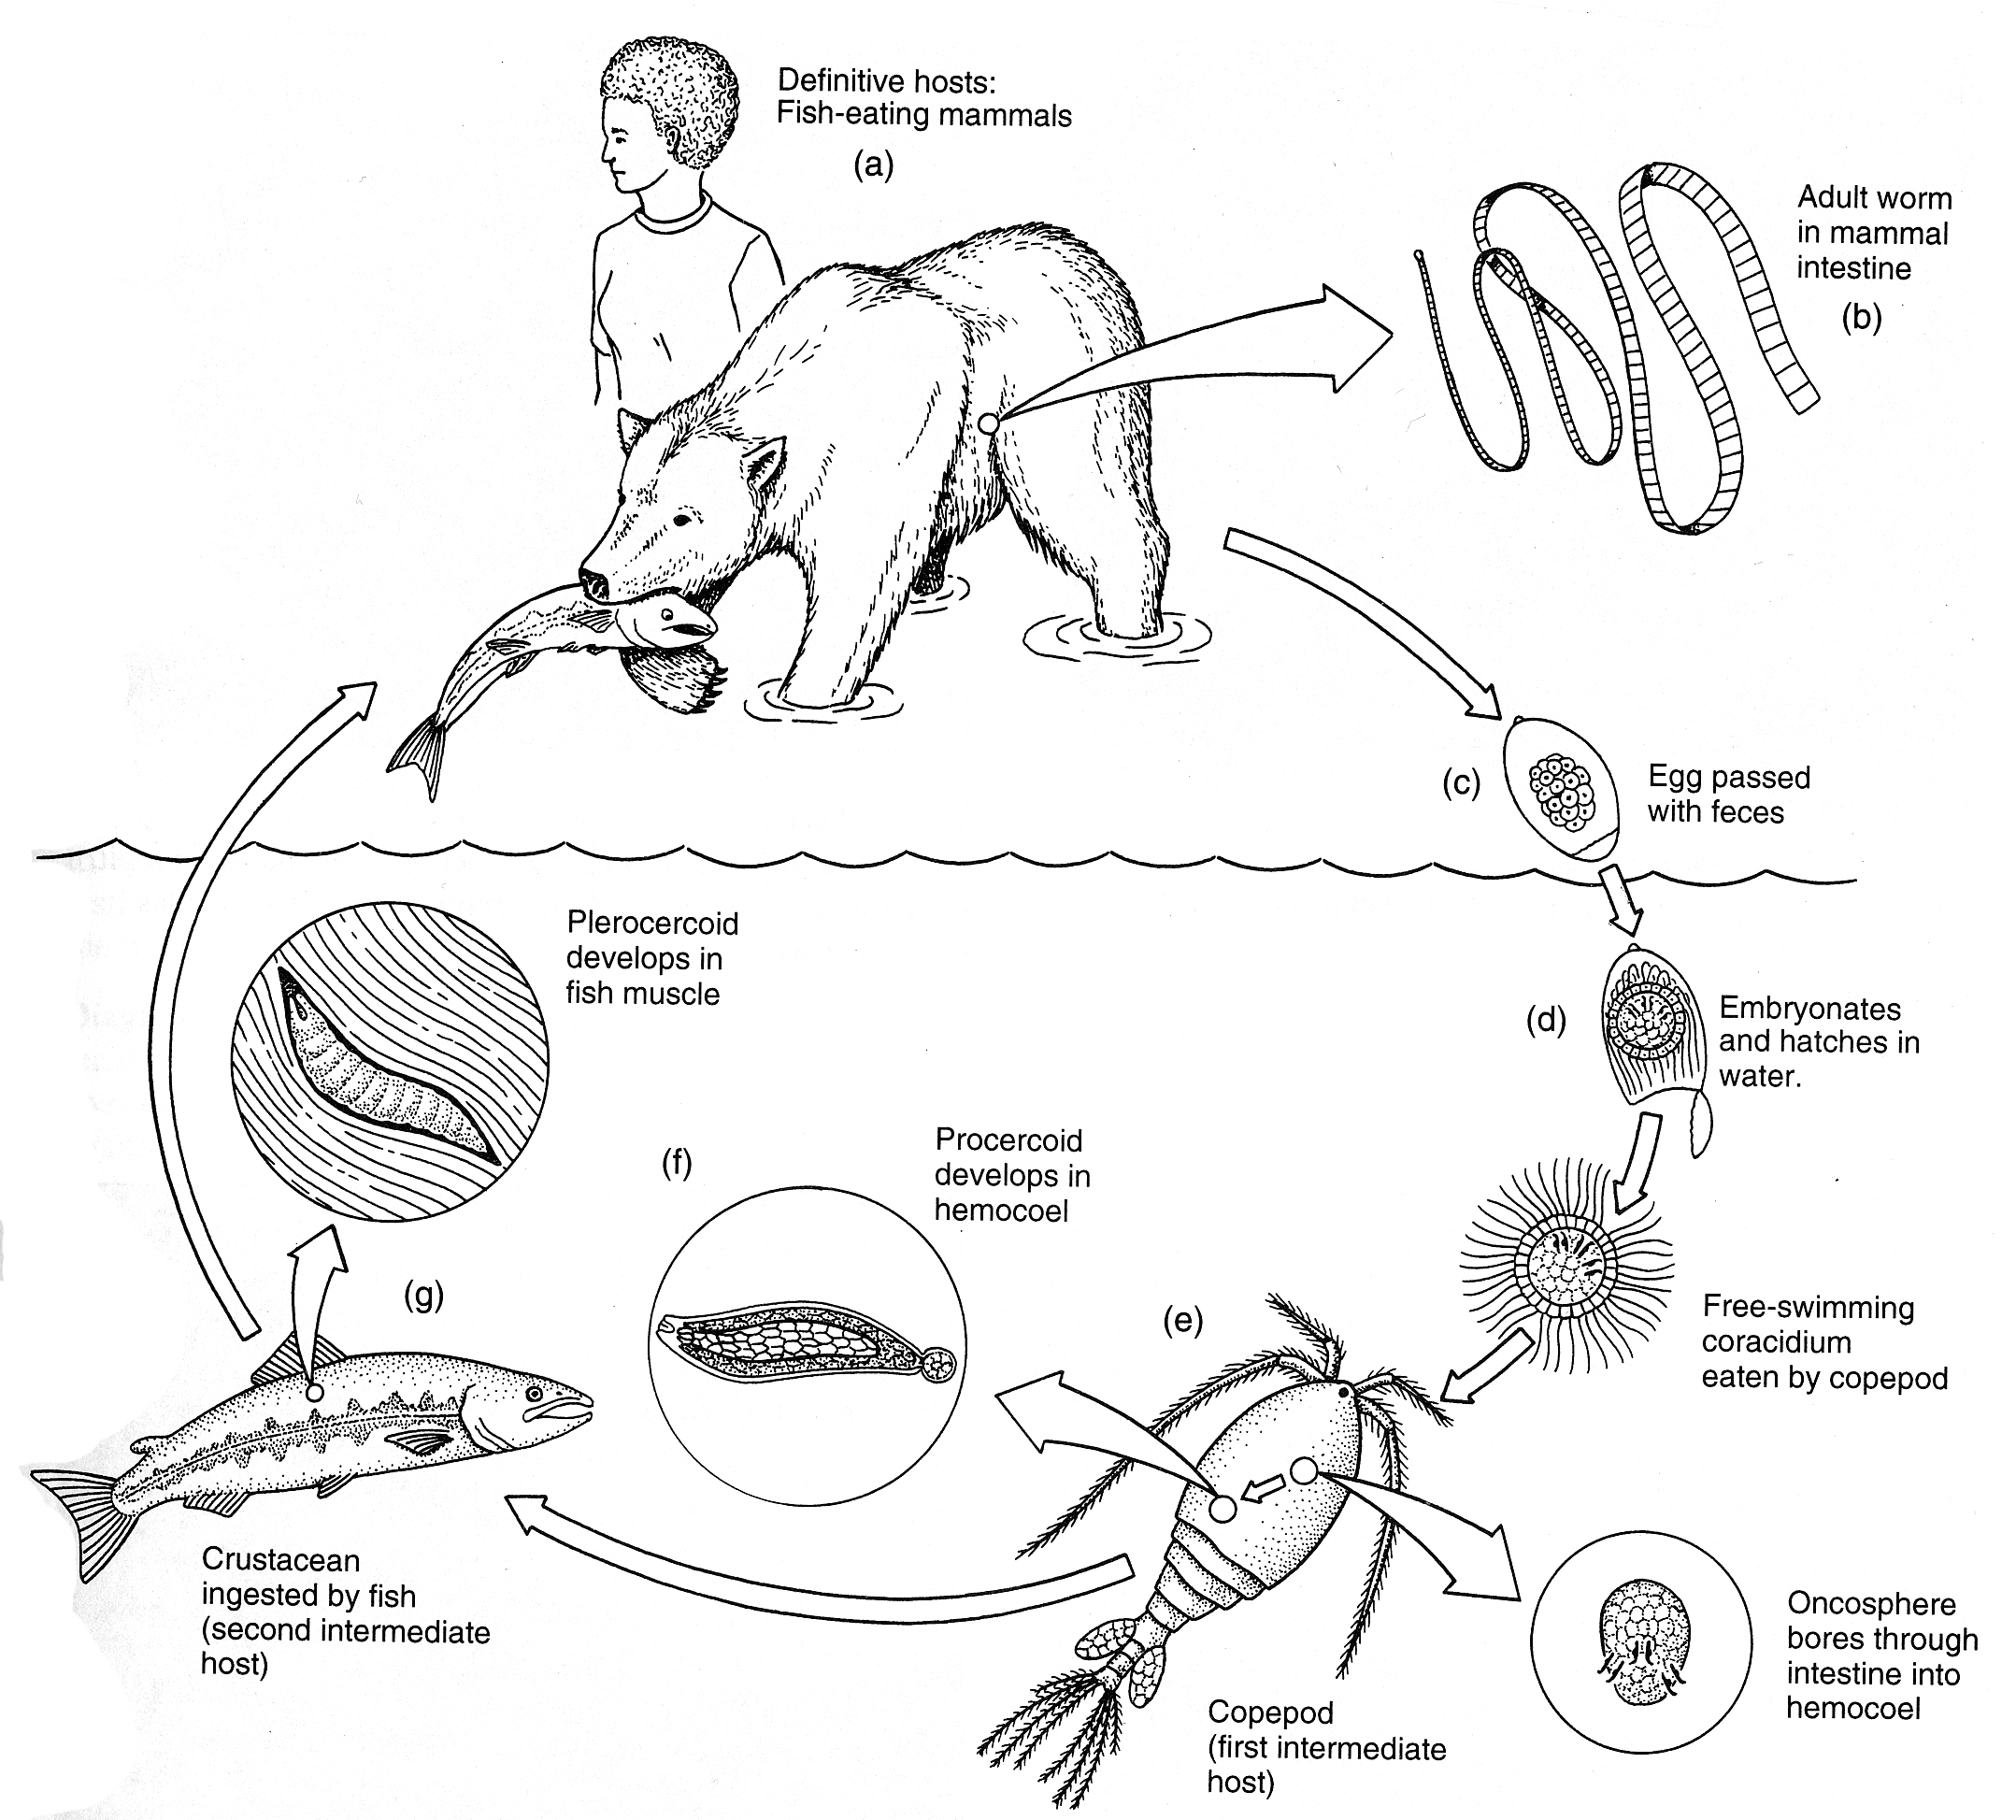 Definitive hosts:
Fish-eating mammals
(a)
Adult worm
in mammal
intestine
(b)
(c)
Egg passed
with feces
Plerocercoid
develops in
fish muscle
(d)
Embryonates
and hatches in
water.
(f)
Procercoid
develops in
hemocoel
(g)
(e)
Free-swimming
coracidium
eaten by copepod
Crustacean
ingested by fish
(second intermediate
host)
Oncosphere
bores through
intestine into
hemocoel
Copepod
(first intermediate
host)